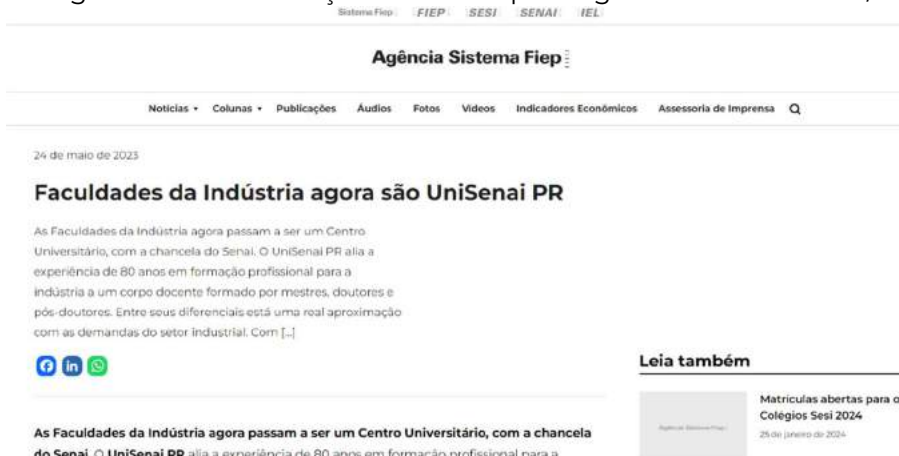 Sistema Fiep FIEP SESI SENAI IEL
Agência Sistema Fiep
Notícias Colunas Publicações Áudios Fotos Vídeos Indicadores Econômicos Assessoria de Imprensa
24 de maio de 2023
Faculdades da Indústria agora são UniSenai PR
As Faculdades da Indústria agora passam a ser um Centro
Universitário, com a chancela do Senai. O UniSenai PR alia a
experiência de 80 anos em formação profissional para a
indústria a um corpo docente formado por mestres, doutores e
pós-doutores. Entre seus diferenciais está uma real aproximação
com as demandas do setor industrial. Com [...]
in
Leia também
Matrículas abertas para o
Colégios Sesi 2024
25 de janeiro de 2024
Agência Sistema Fiep
As Faculdades da Indústria agora passam a ser um Centro Universitário, com a chancela
do Senai. O UniSenai PR alia a experiência de 80 anos em formação profissional para a